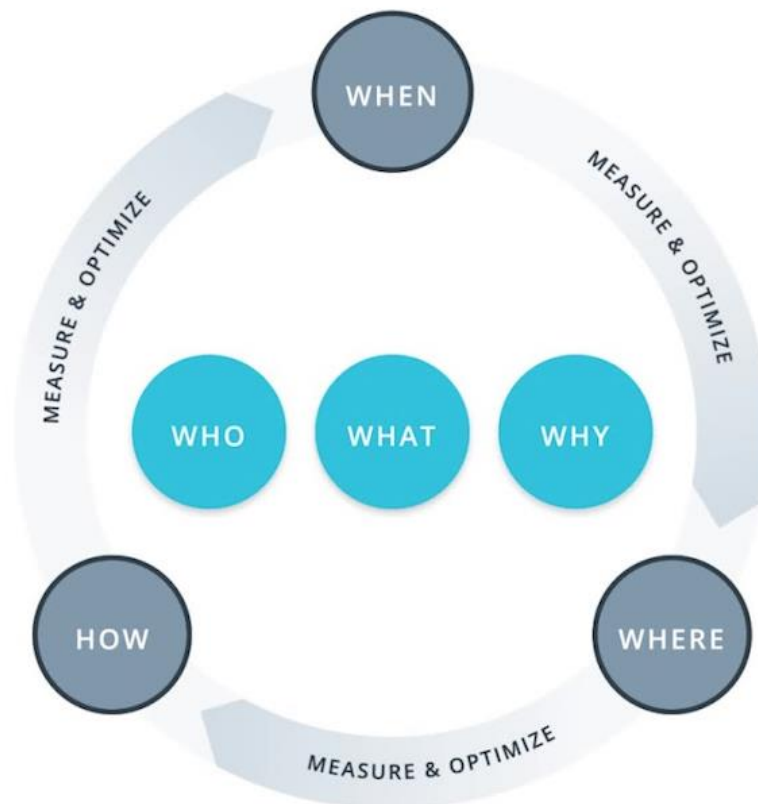 WHEN
MEASURE & OPTIMIZE
MEASURE & OPTIMIZE
WHO
WHAT
WHY
HOW
WHERE
MEASURE & OPTIMIZE